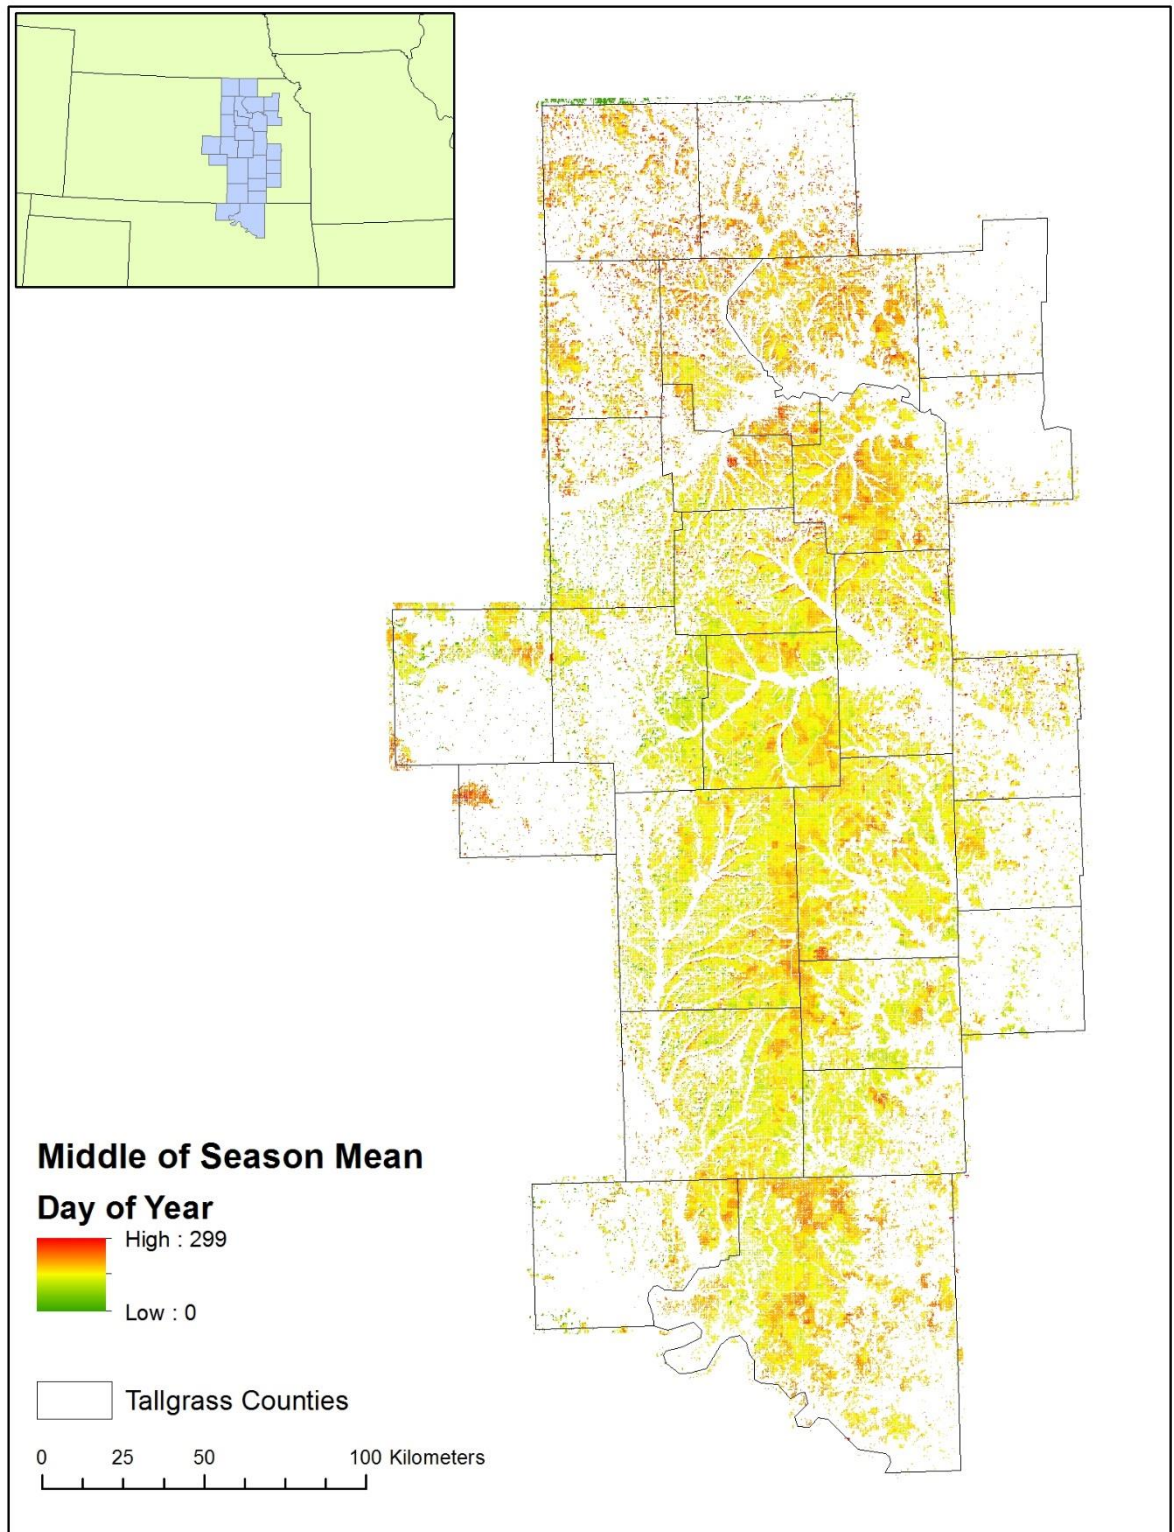 Middle of Season Mean
Day of Year
High : 299
Low : 0
Tallgrass Counties
0 25 50 100 Kilometers